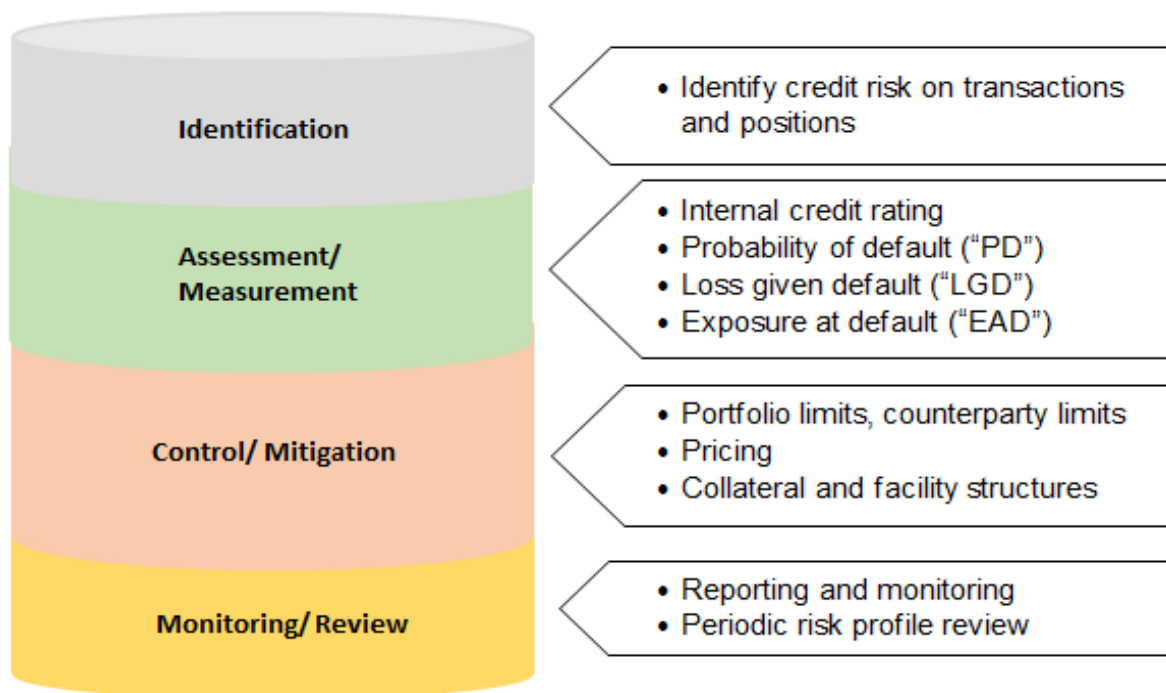 Identification
• Identify credit risk on transactions
and positions
Assessment/
Measurement
• Internal credit rating
• Probability of default (“PD”)
• Loss given default (“LGD”)
• Exposure at default (“EAD”)
Control/ Mitigation
• Portfolio limits, counterparty limits
• Pricing
• Collateral and facility structures
Monitoring/ Review
• Reporting and monitoring
• Periodic risk profile review